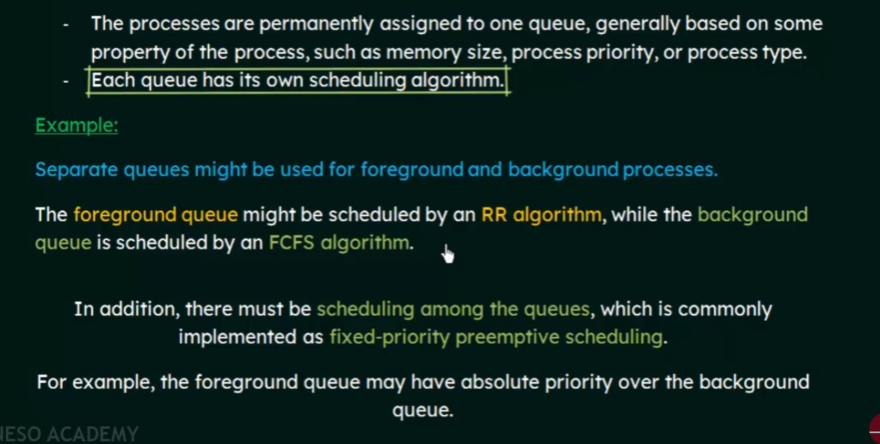 - The processes are permanently assigned to one queue, generally based on some
property of the process, such as memory size, process priority, or process type.
- Each queue has its own scheduling algorithm.
Example:
Separate queues might be used for foreground and background processes.
The foreground queue might be scheduled by an RR algorithm, while the background
queue is scheduled by an FCFS algorithm.
In addition, there must be scheduling among the queues, which is commonly
implemented as fixed-priority preemptive scheduling.
For example, the foreground queue may have absolute priority over the background
queue.
NESO ACADEMY